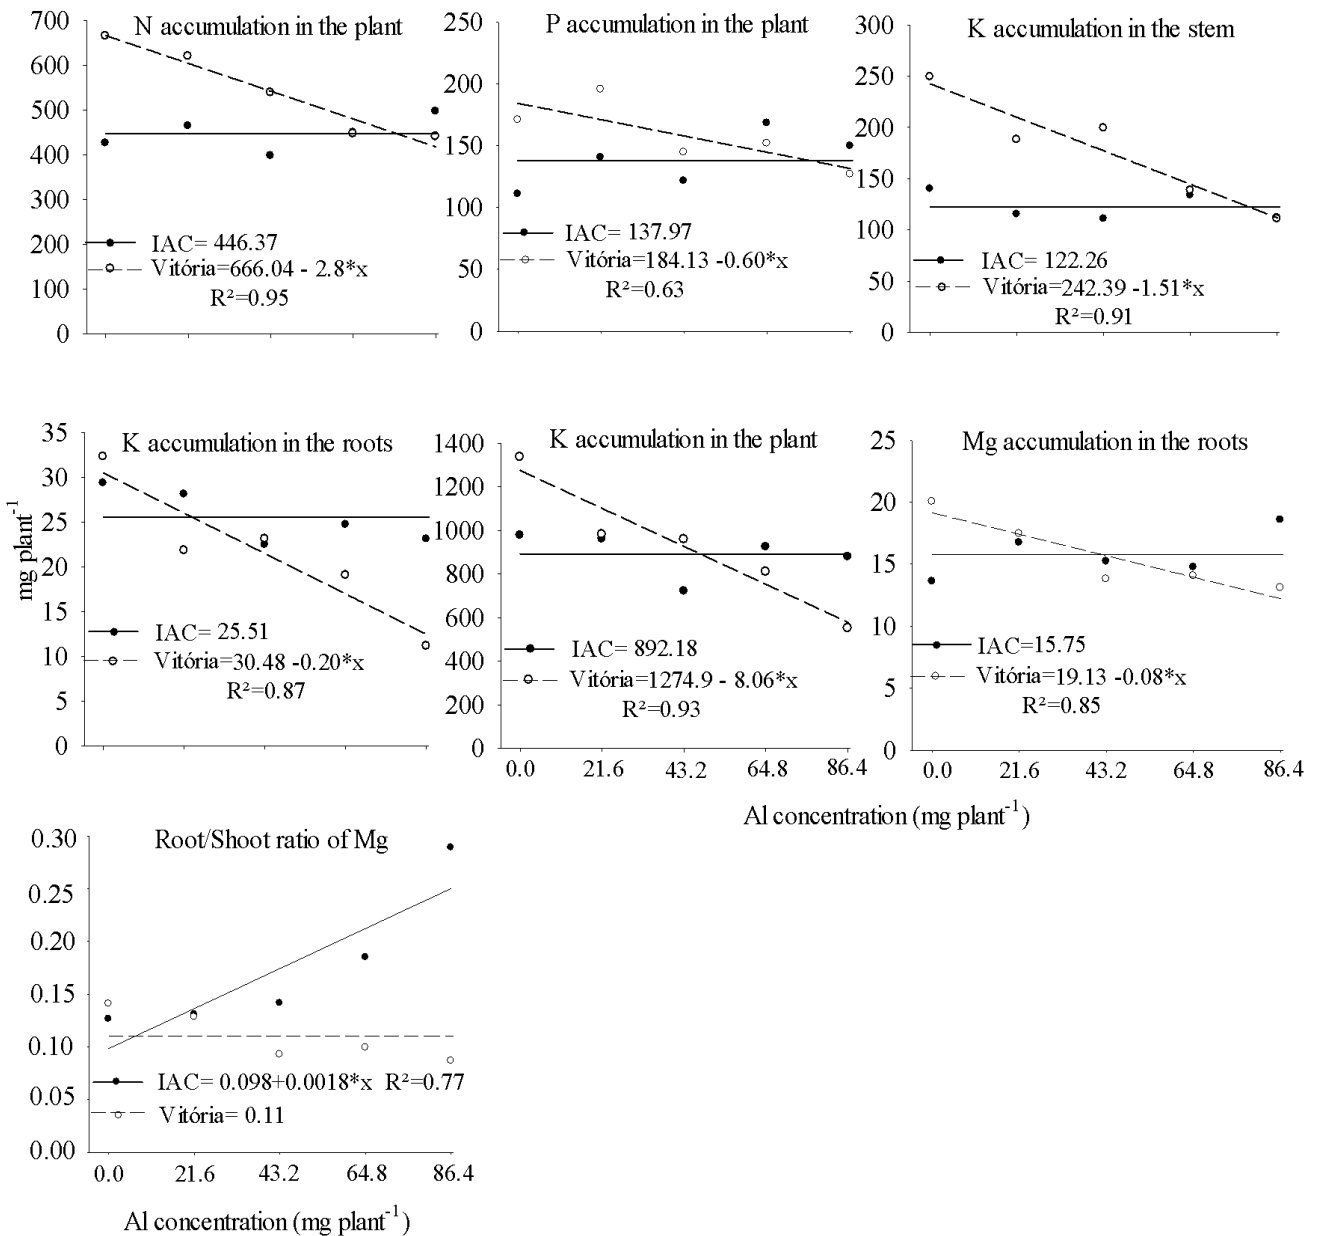 N accumulation in the plant
700
600
500
400
300
200
100
0
IAC= 446.37
Vitória=666.04 - 2.8*x
R²=0.95
P accumulation in the plant
250
200
150
100
50
0
IAC= 137.97
Vitória=184.13 -0.60*x
R²=0.63
K accumulation in the stem
300
250
200
150
100
50
0
IAC= 122.26
Vitória=242.39 -1.51*x
R²=0.91
mg plant⁻¹
K accumulation in the roots
35
30
25
20
15
10
5
0
IAC= 25.51
Vitória=30.48 -0.20*x
R²=0.87
K accumulation in the plant
1400
1200
1000
800
600
400
200
0
IAC= 892.18
Vitória=1274.9 - 8.06*x
R²=0.93
0.0 21.6 43.2 64.8 86.4
Mg accumulation in the roots
25
20
15
10
5
0
IAC=15.75
Vitória=19.13 -0.08*x
R²=0.85
0.0 21.6 43.2 64.8 86.4
Al concentration (mg plant⁻¹)
Root/Shoot ratio of Mg
0.30
0.25
0.20
0.15
0.10
0.05
0.00
IAC= 0.098+0.0018*x R²=0.77
Vitória= 0.11
0.0 21.6 43.2 64.8 86.4
Al concentration (mg plant⁻¹)